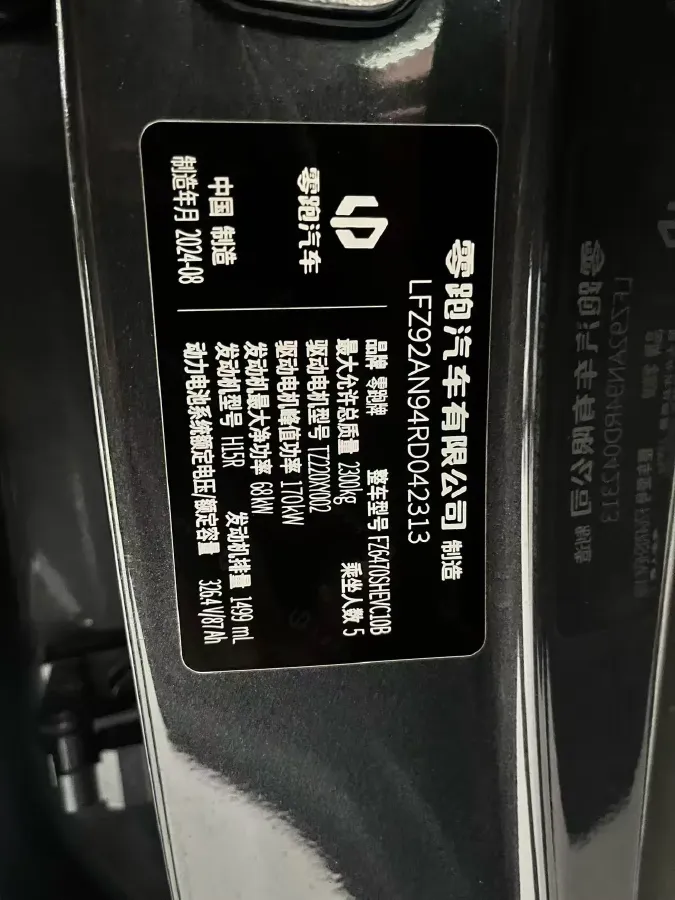 零跑汽车有限公司 制造
LFZ92AN94RD042313
零跑汽车
中国 制造
制造年月 2024-08
品牌 零跑牌 整车型号 FZ6470SHEVC10B
最大允许总质量 2300kg 乘坐人数 5
驱动电机型号 TZ220XY002
驱动电机峰值功率 170kW
发动机最大净功率 68kW
发动机型号 H15R 发动机排量 1499 mL
动力电池系统额定电压/额定容量 326.4V/87Ah